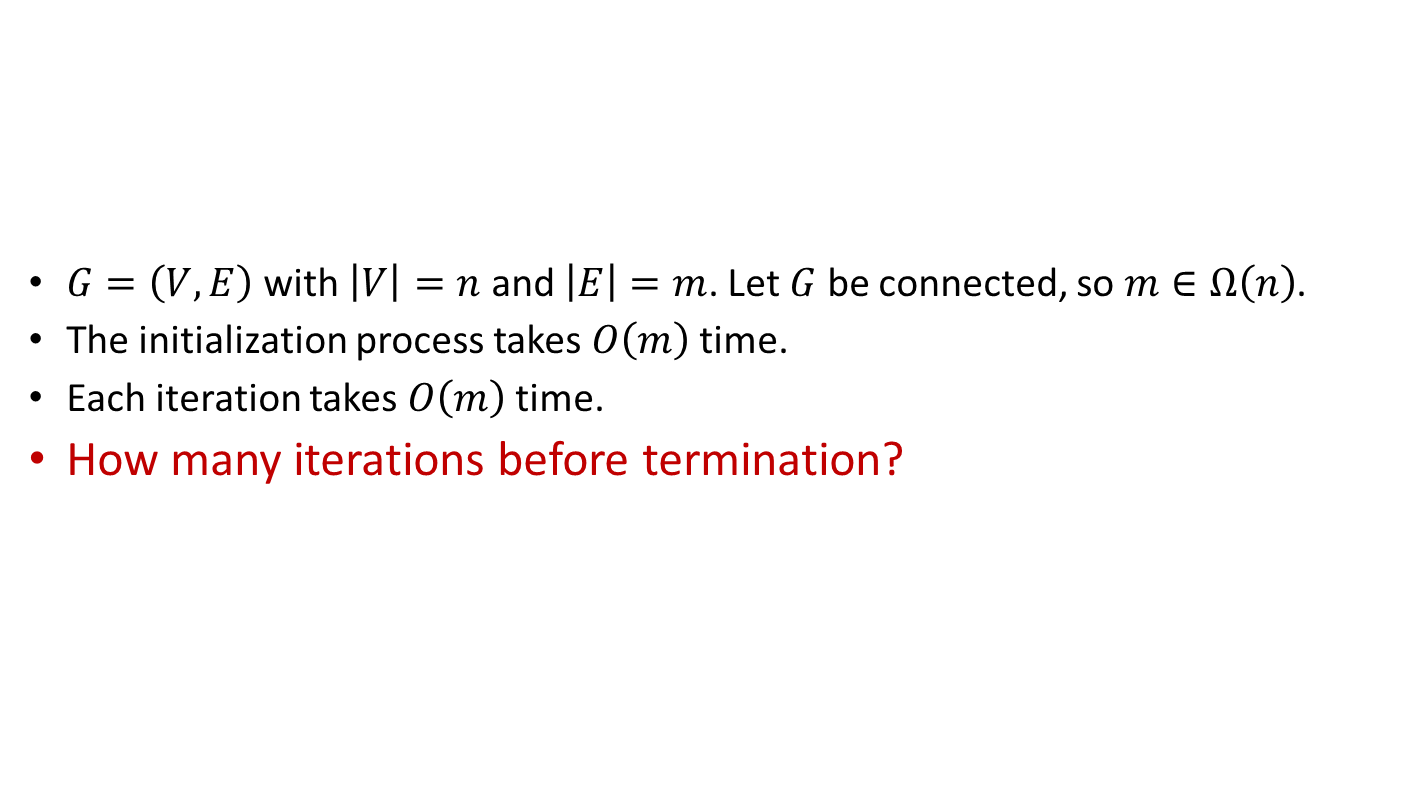 • 𝐺 = (𝑉, 𝐸) with |𝑉| = 𝑛 and |𝐸| = 𝑚. Let 𝐺 be connected, so 𝑚 ∈ Ω(𝑛).
• The initialization process takes 𝑂(𝑚) time.
• Each iteration takes 𝑂(𝑚) time.
• How many iterations before termination?